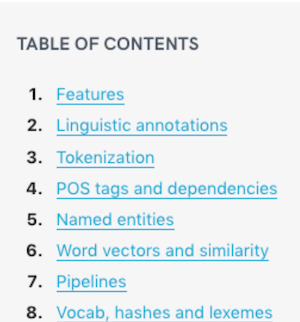 TABLE OF CONTENTS
1. Features
2. Linguistic annotations
3. Tokenization
4. POS tags and dependencies
5. Named entities
6. Word vectors and similarity
7. Pipelines
8. Vocab, hashes and lexemes